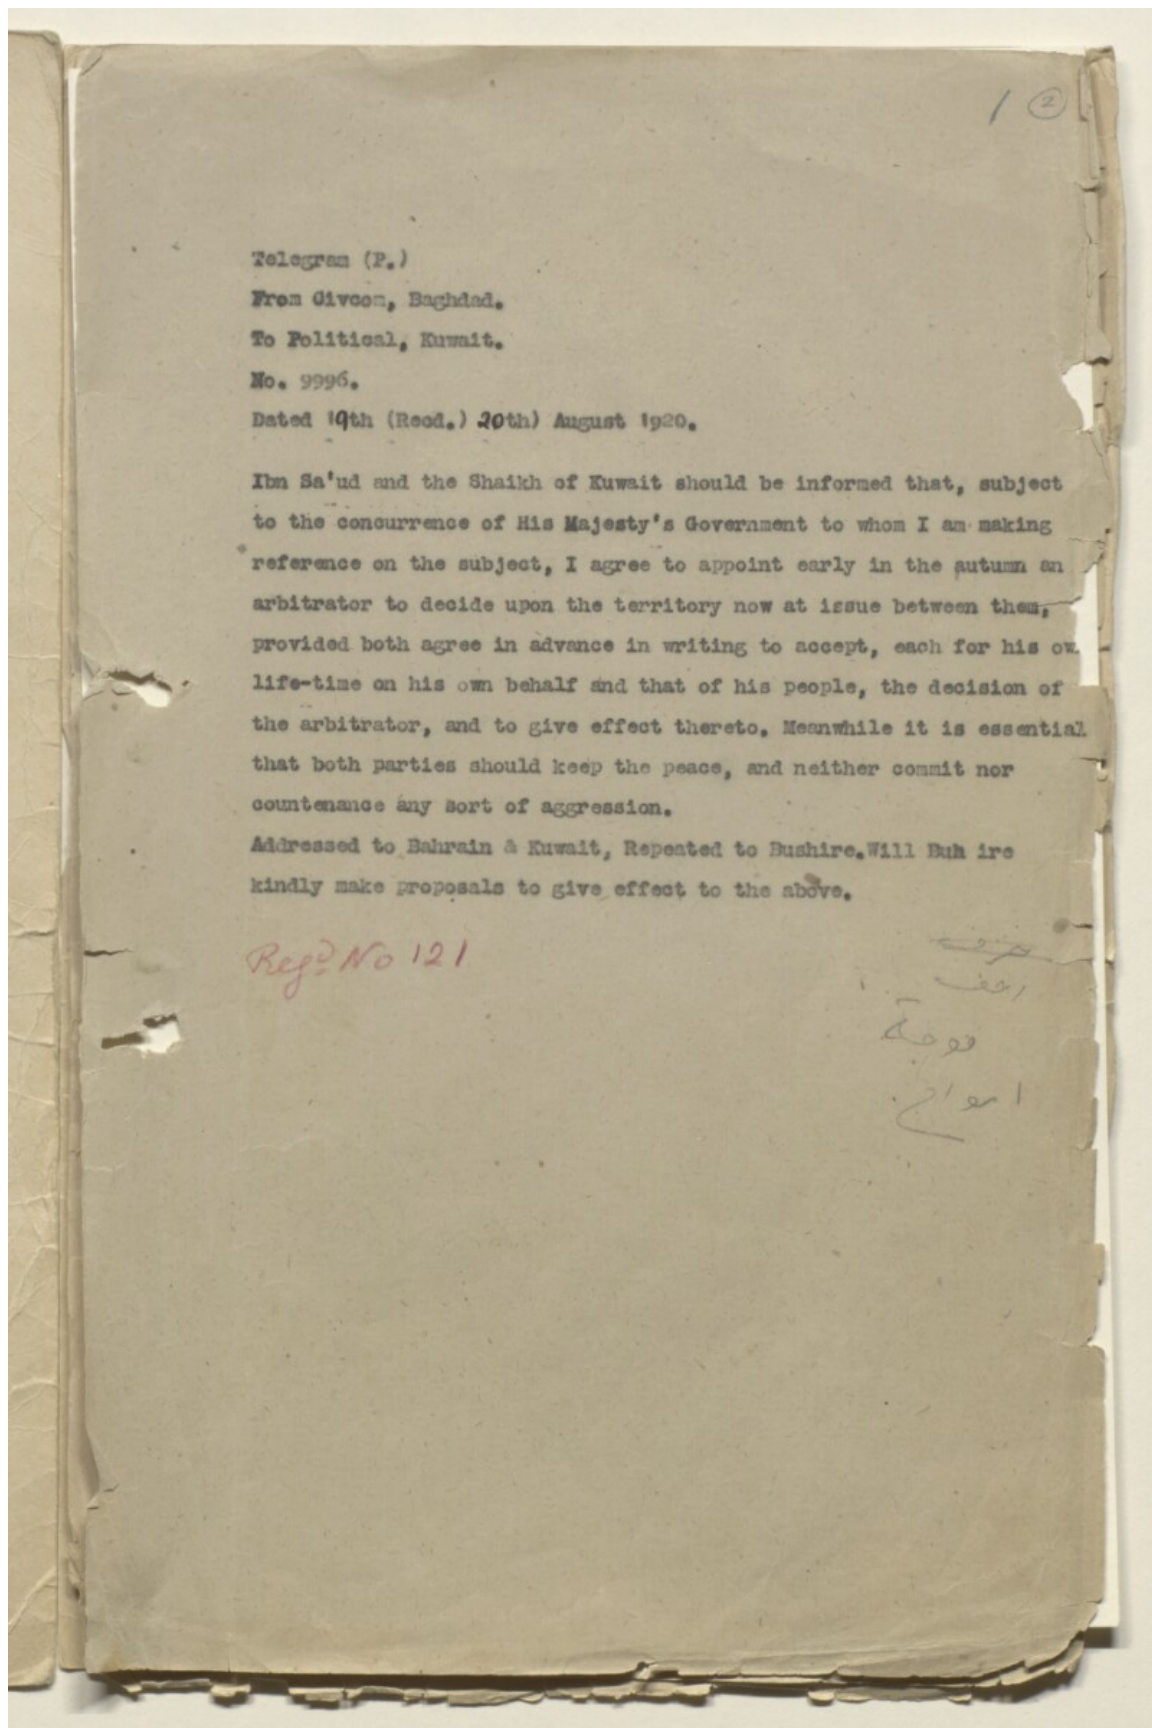 1 2
Telegram (P.)
From Civcom, Baghdad.
To Political, Kuwait.
No. 9996.
Dated 19th (Recd.) 20th) August 1920.
Ibn Sa'ud and the Shaikh of Kuwait should be informed that, subject
to the concurrence of His Majesty's Government to whom I am making
reference on the subject, I agree to appoint early in the autumn an
arbitrator to decide upon the territory now at issue between them,
provided both agree in advance in writing to accept, each for his ow
life-time on his own behalf and that of his people, the decision of
the arbitrator, and to give effect thereto. Meanwhile it is essential
that both parties should keep the peace, and neither commit nor
countenance any sort of aggression.
Addressed to Bahrain & Kuwait, Repeated to Bushire.Will Buh ire
kindly make proposals to give effect to the above.
Regd No 121